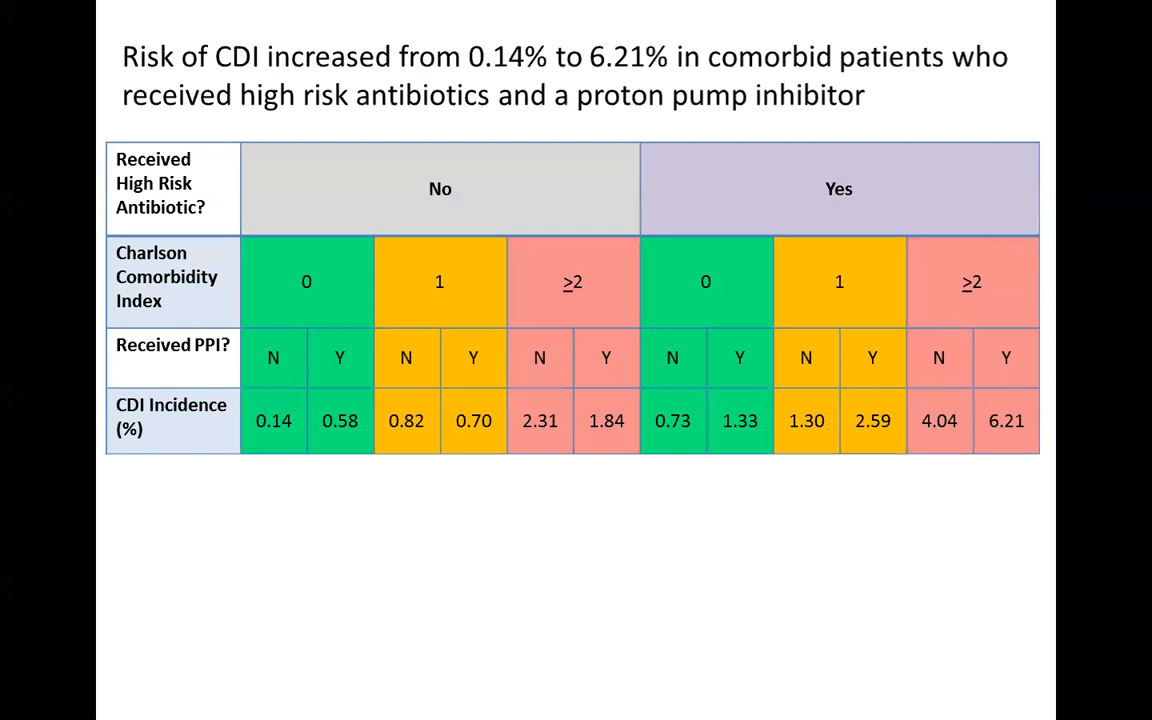 Risk of CDI increased from 0.14% to 6.21% in comorbid patients who
received high risk antibiotics and a proton pump inhibitor
Received
High Risk
Antibiotic?
No
Yes
Charlson
Comorbidity
Index
0
1
≥2
0
1
≥2
Received PPI?
N
Y
N
Y
N
Y
N
Y
N
Y
N
Y
CDI Incidence
(%)
0.14
0.58
0.82
0.70
2.31
1.84
0.73
1.33
1.30
2.59
4.04
6.21